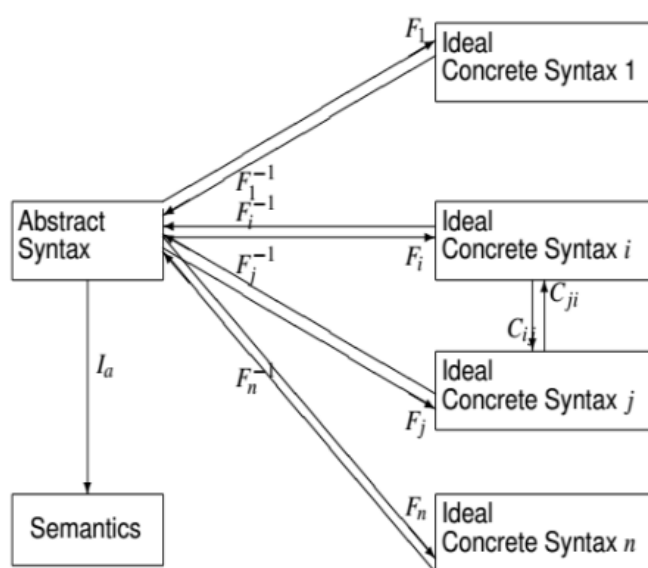 F₁
Ideal
Concrete Syntax 1
F₁⁻¹
Fᵢ⁻¹
Abstract
Syntax
Ideal
Concrete Syntax i
Fᵢ
Fⱼ⁻¹
Cⱼᵢ
Cᵢⱼ
Iₐ
Fₙ⁻¹
Ideal
Concrete Syntax j
Fⱼ
Fₙ
Ideal
Concrete Syntax n
Semantics